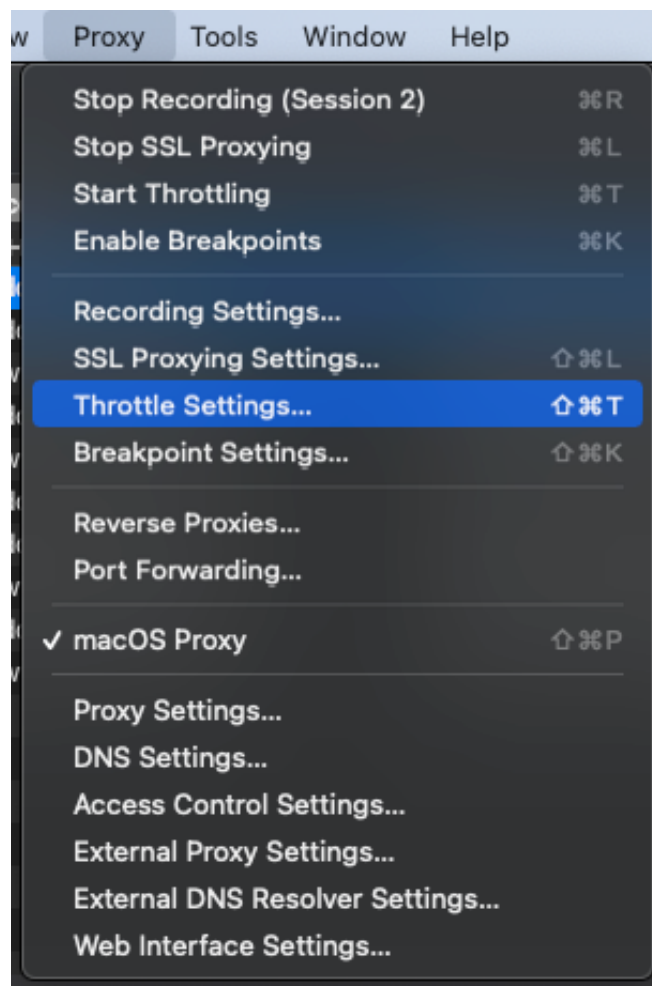 w Proxy Tools Window Help
Stop Recording (Session 2) ⌘R
Stop SSL Proxying ⌘L
Start Throttling ⌘T
Enable Breakpoints ⌘K
Recording Settings...
SSL Proxying Settings... ⇧⌘L
Throttle Settings... ⇧⌘T
Breakpoint Settings... ⇧⌘K
Reverse Proxies...
Port Forwarding...
✓ macOS Proxy ⇧⌘P
Proxy Settings...
DNS Settings...
Access Control Settings...
External Proxy Settings...
External DNS Resolver Settings...
Web Interface Settings...